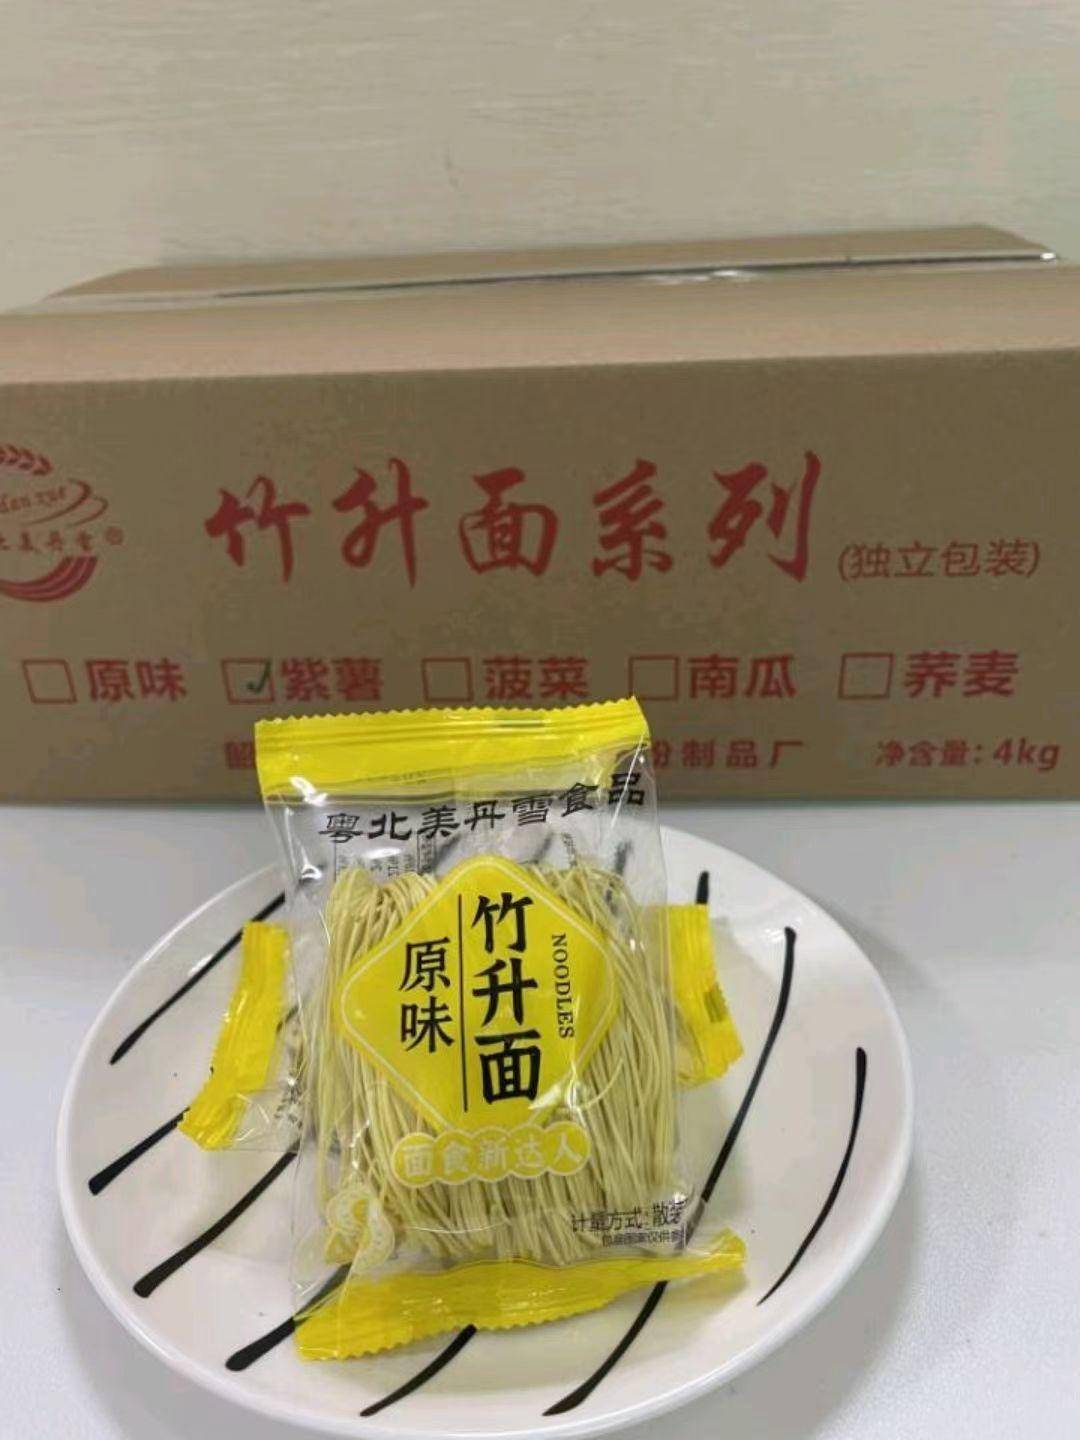 竹升面系列
(独立包装)
原味 紫薯 菠菜 南瓜 荞麦
粉制品厂 净含量：4kg
粤北美丹雪食品
竹升面
原味
NOODLES
面食新达人
计量方式：散装